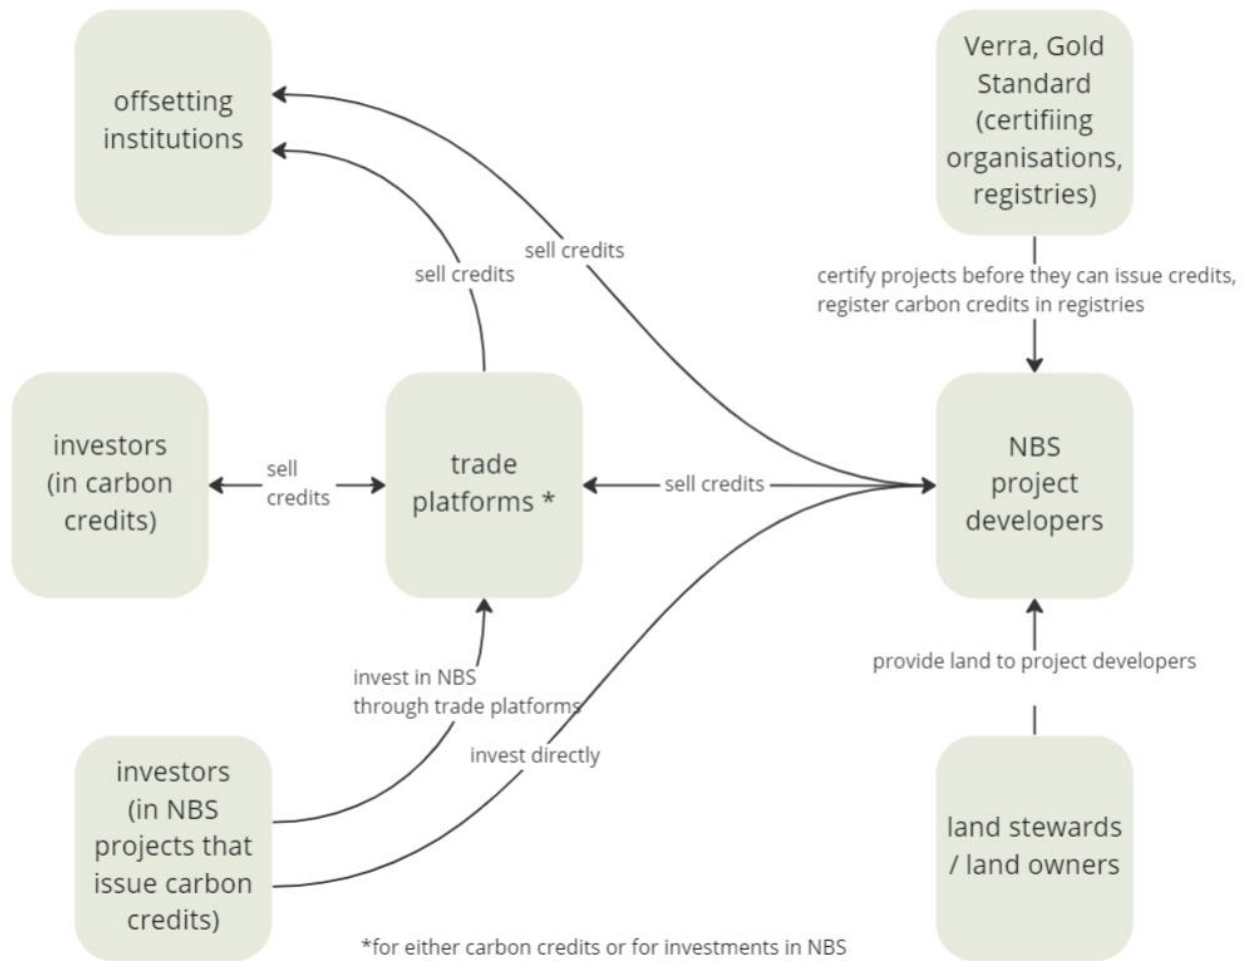 offsetting
institutions
Verra, Gold
Standard
(certifiing
organisations,
registries)
sell credits
sell credits
certify projects before they can issue credits,
register carbon credits in registries
investors
(in carbon
credits)
sell
credits
trade
platforms *
sell credits
NBS
project
developers
invest in NBS
through trade platforms
provide land to project developers
invest directly
investors
(in NBS
projects that
issue carbon
credits)
land stewards
/ land owners
*for either carbon credits or for investments in NBS